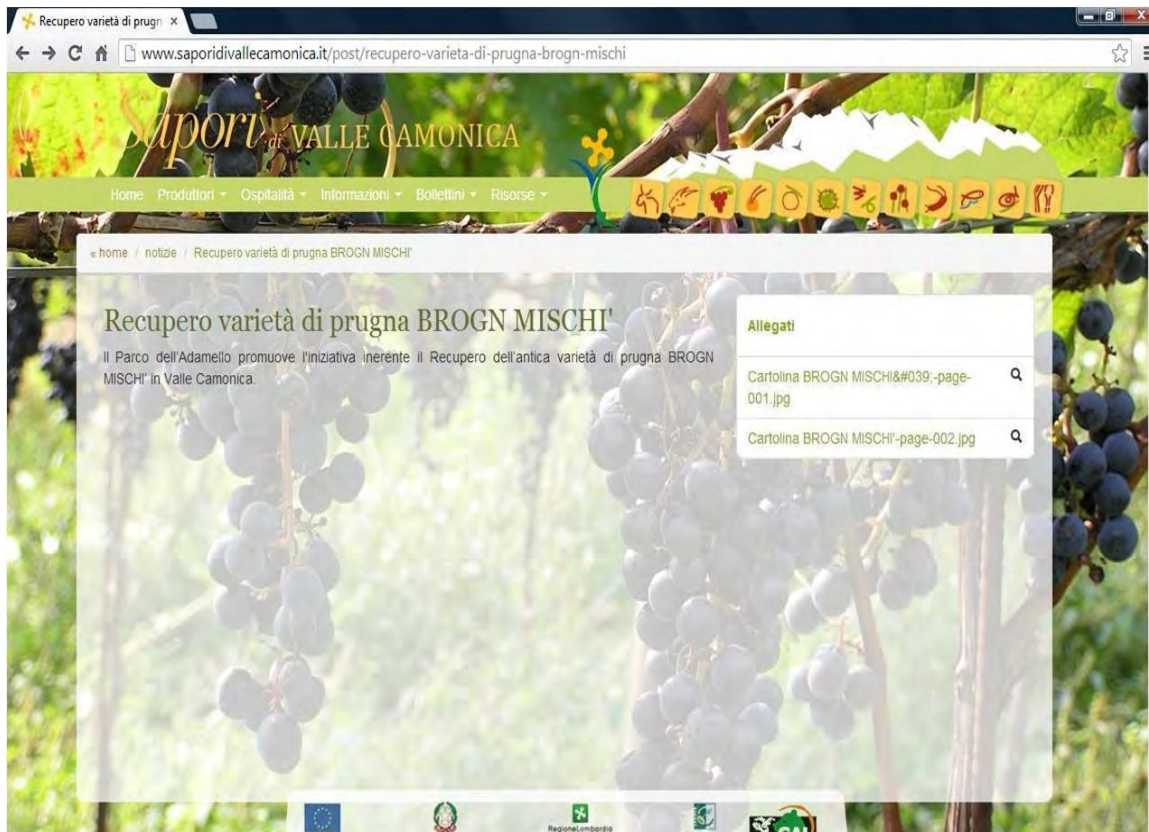 Recupero varietà di prugn
www.saporidivallecamonica.it/post/recupero-varieta-di-prugna-brogn-mischi
Sapori di VALLE CAMONICA
Home Produttori Ospitalità Informazioni Bollettini Risorse
« home / notizie / Recupero varietà di prugna BROGN MISCHI'
Recupero varietà di prugna BROGN MISCHI'
Il Parco dell'Adamello promuove l'iniziativa inerente il Recupero dell'antica varietà di prugna BROGN
MISCHI' in Valle Camonica.
Allegati
Cartolina BROGN MISCHI&#039;-page-
001.jpg
Cartolina BROGN MISCHI'-page-002.jpg
RegioneLombardia
GAL